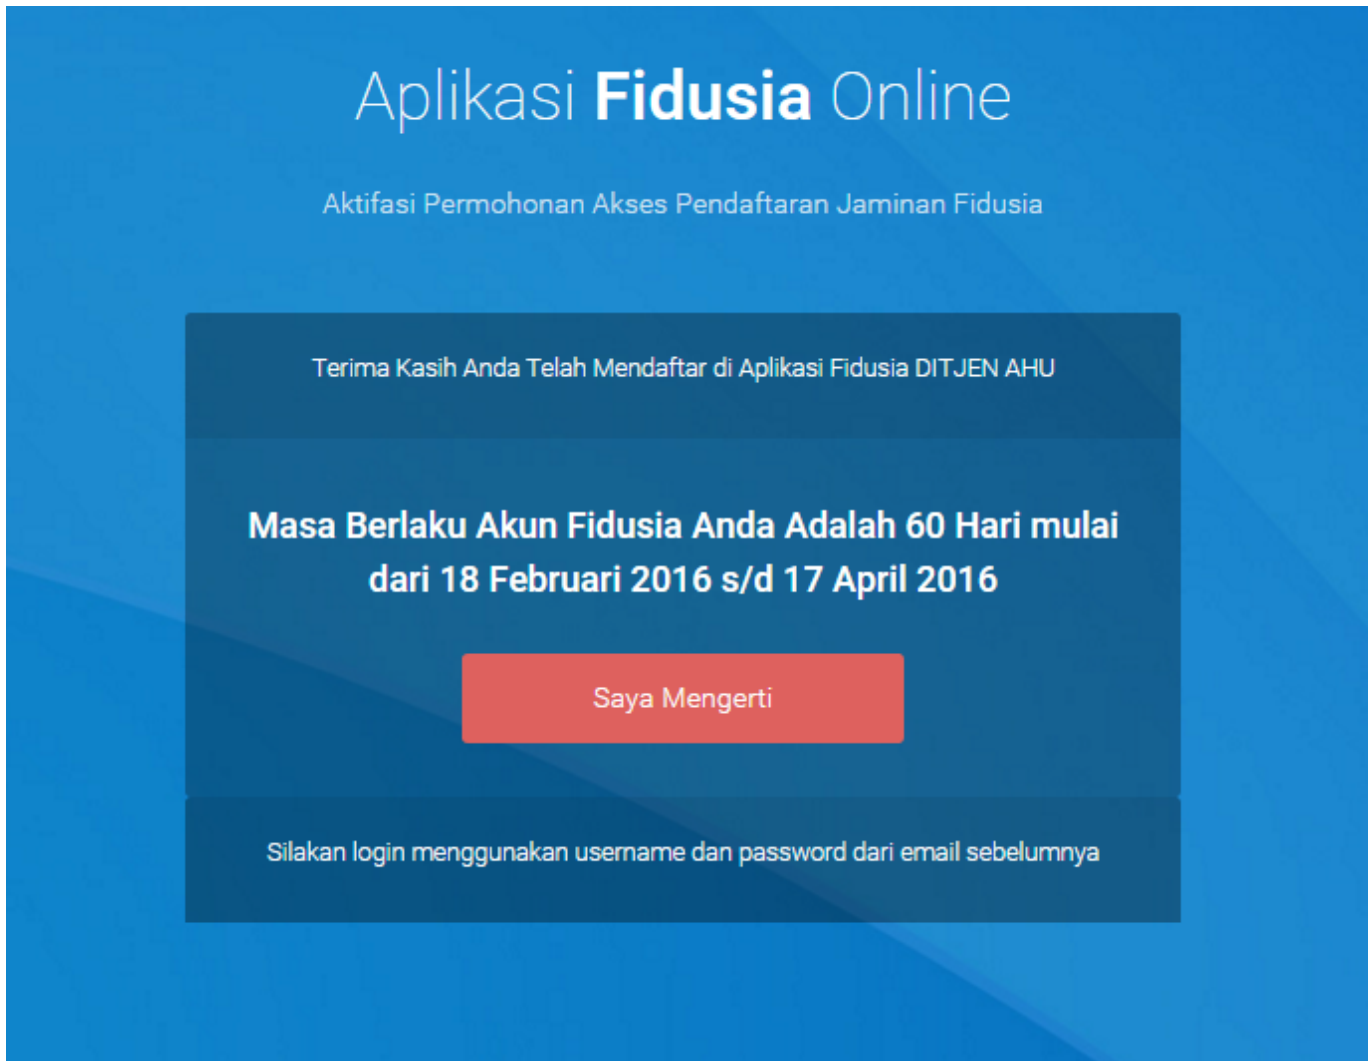 Aplikasi Fidusia Online
Aktifasi Permohonan Akses Pendaftaran Jaminan Fidusia
Terima Kasih Anda Telah Mendaftar di Aplikasi Fidusia DITJEN AHU
Masa Berlaku Akun Fidusia Anda Adalah 60 Hari mulai
dari 18 Februari 2016 s/d 17 April 2016
Saya Mengerti
Silakan login menggunakan username dan password dari email sebelumnya